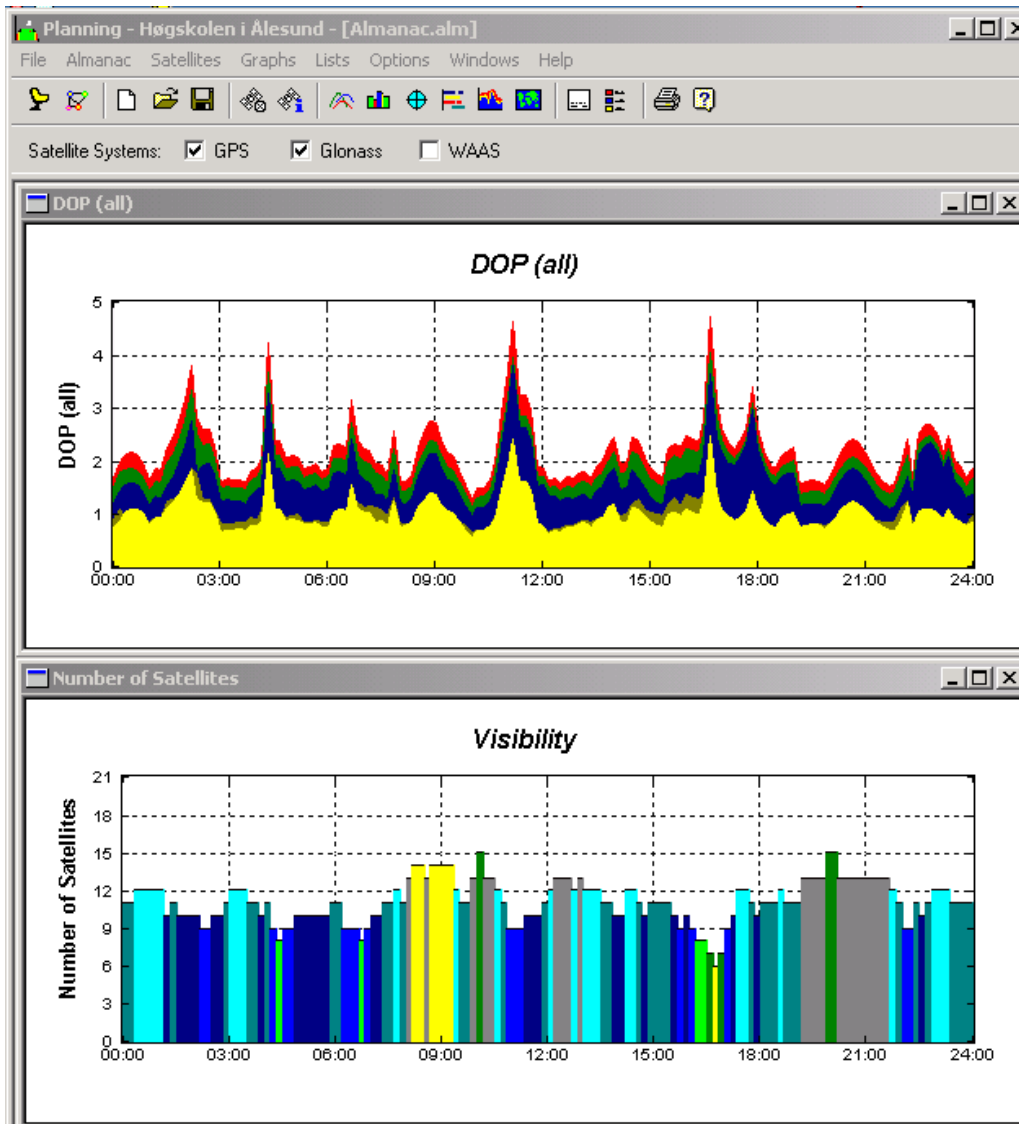 Planning - Høgskolen i Ålesund - [Almanac.alm]
File Almanac Satellites Graphs Lists Options Windows Help
Satellite Systems: GPS Glonass WAAS
DOP (all)
DOP (all)
DOP (all)
5
4
3
2
1
0
00:00 03:00 06:00 09:00 12:00 15:00 18:00 21:00 24:00
Number of Satellites
Visibility
Number of Satellites
21
18
15
12
9
6
3
0
00:00 03:00 06:00 09:00 12:00 15:00 18:00 21:00 24:00